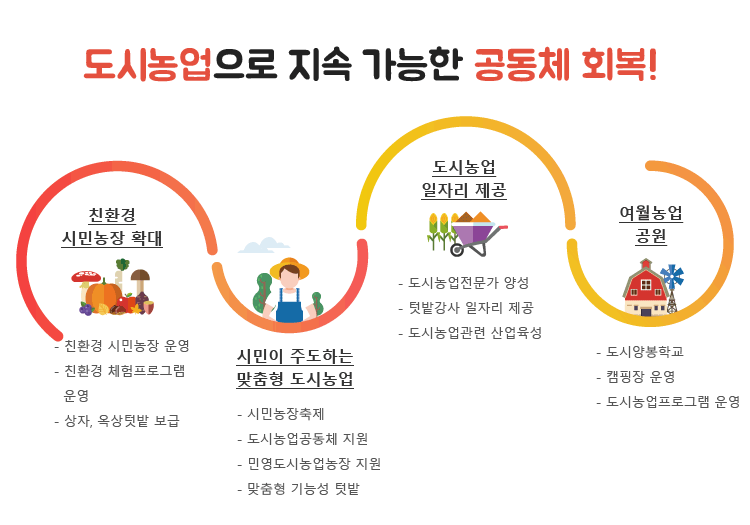 도시농업으로 지속 가능한 공동체 회복!
친환경
시민농장 확대
- 친환경 시민농장 운영
- 친환경 체험프로그램
운영
- 상자, 옥상텃밭 보급
시민이 주도하는
맞춤형 도시농업
- 시민농장축제
- 도시농업공동체 지원
- 민영도시농업농장 지원
- 맞춤형 기능성 텃밭
도시농업
일자리 제공
- 도시농업전문가 양성
- 텃밭강사 일자리 제공
- 도시농업관련 산업육성
여월농업
공원
- 도시양봉학교
- 캠핑장 운영
- 도시농업프로그램 운영